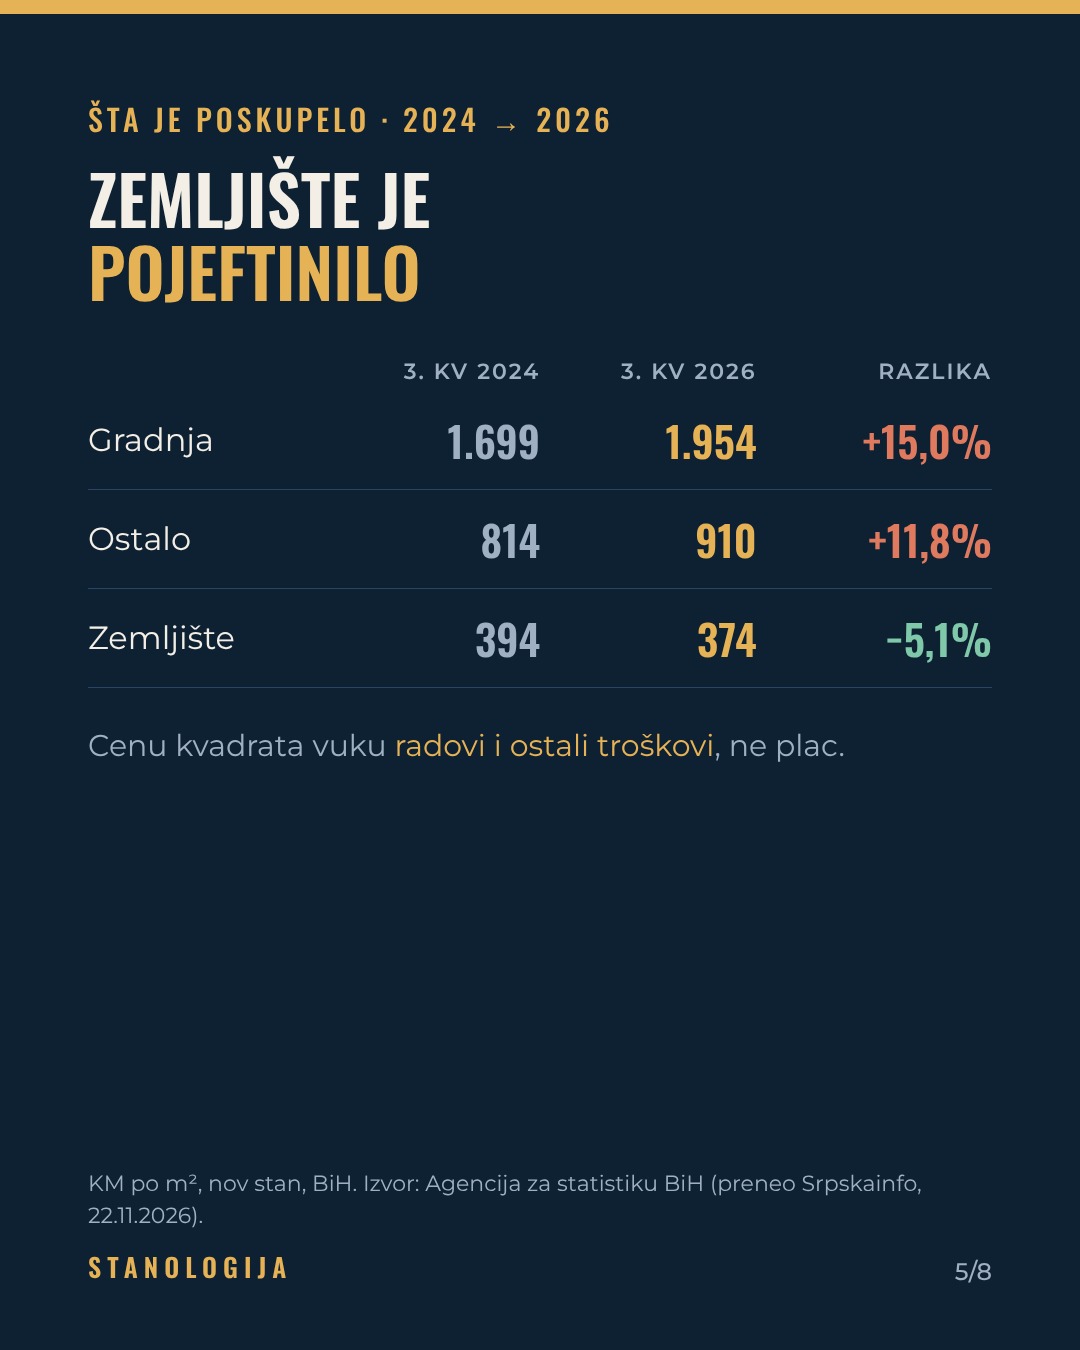 ŠTA JE POSKUPELO · 2024 → 2026
ZEMLJIŠTE JE
POJEFTINILO
3. KV 2024 3. KV 2026 RAZLIKA
Gradnja 1.699 1.954 +15,0%
Ostalo 814 910 +11,8%
Zemljište 394 374 −5,1%
Cenu kvadrata vuku radovi i ostali troškovi, ne plac.
KM po m², nov stan, BiH. Izvor: Agencija za statistiku BiH (preneo Srpskainfo,
22.11.2026).
STANOLOGIJA 5/8